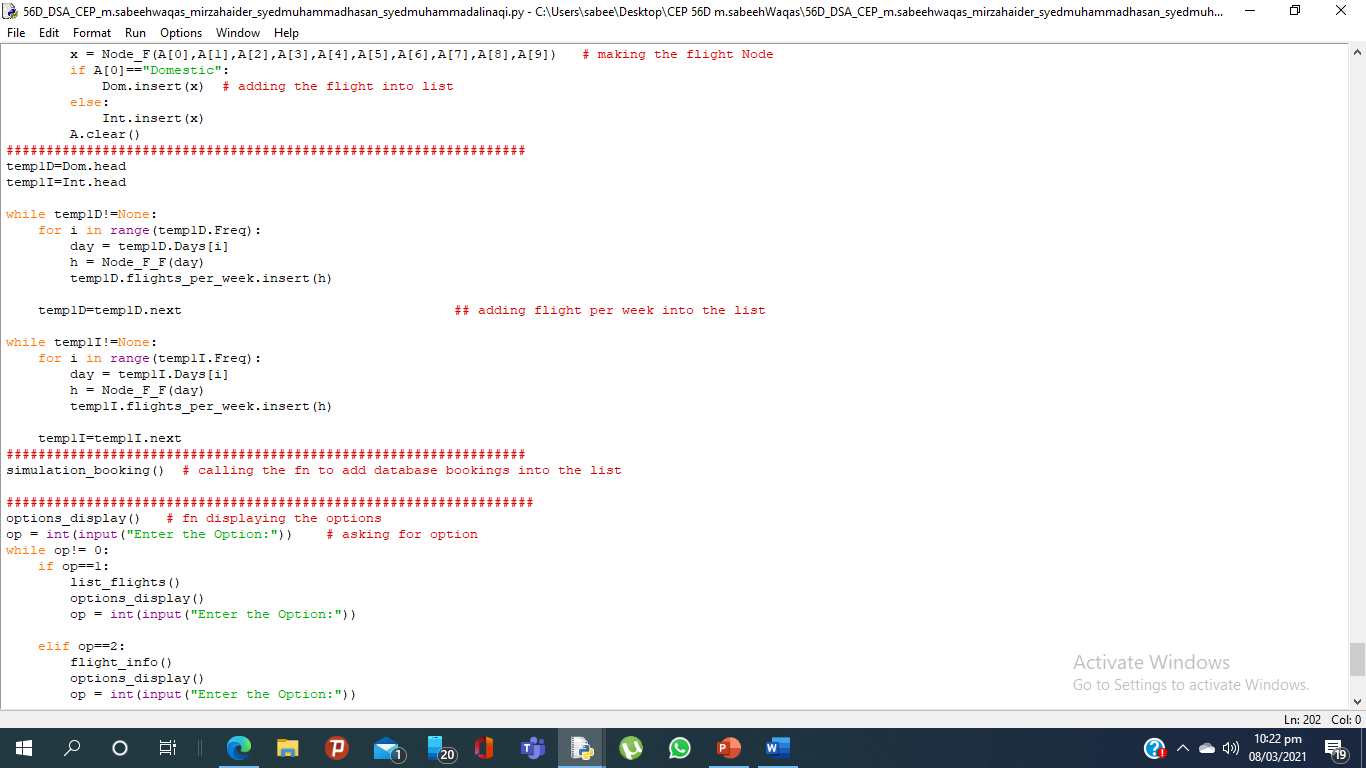 56D_DSA_CEP_m.sabeehwaqas_mirzahaider_syedmuhammadhasan_syedmuhammadalinaqi.py - C:\Users\sabee\Desktop\CEP 56D m.sabeehWaqas\56D_DSA_CEP_m.sabeehwaqas_mirzahaider_syedmuhammadhasan_syedmuh...
File Edit Format Run Options Window Help
        x = Node_F(A[0],A[1],A[2],A[3],A[4],A[5],A[6],A[7],A[8],A[9])   # making the flight Node
        if A[0]=="Domestic":
            Dom.insert(x)  # adding the flight into list
        else:
            Int.insert(x)
        A.clear()
#################################################################
temp1D=Dom.head
temp1I=Int.head
while temp1D!=None:
    for i in range(temp1D.Freq):
        day = temp1D.Days[i]
        h = Node_F_F(day)
        temp1D.flights_per_week.insert(h)
    temp1D=temp1D.next                                  ## adding flight per week into the list
while temp1I!=None:
    for i in range(temp1I.Freq):
        day = temp1I.Days[i]
        h = Node_F_F(day)
        temp1I.flights_per_week.insert(h)
    temp1I=temp1I.next
#################################################################
simulation_booking()  # calling the fn to add database bookings into the list
##################################################################
options_display()   # fn displaying the options
op = int(input("Enter the Option:"))    # asking for option
while op!= 0:
    if op==1:
        list_flights()
        options_display()
        op = int(input("Enter the Option:"))
    elif op==2:
        flight_info()
        options_display()
        op = int(input("Enter the Option:"))
Activate Windows
Go to Settings to activate Windows.
Ln: 202 Col: 0
1
20
10:22 pm
08/03/2021
19